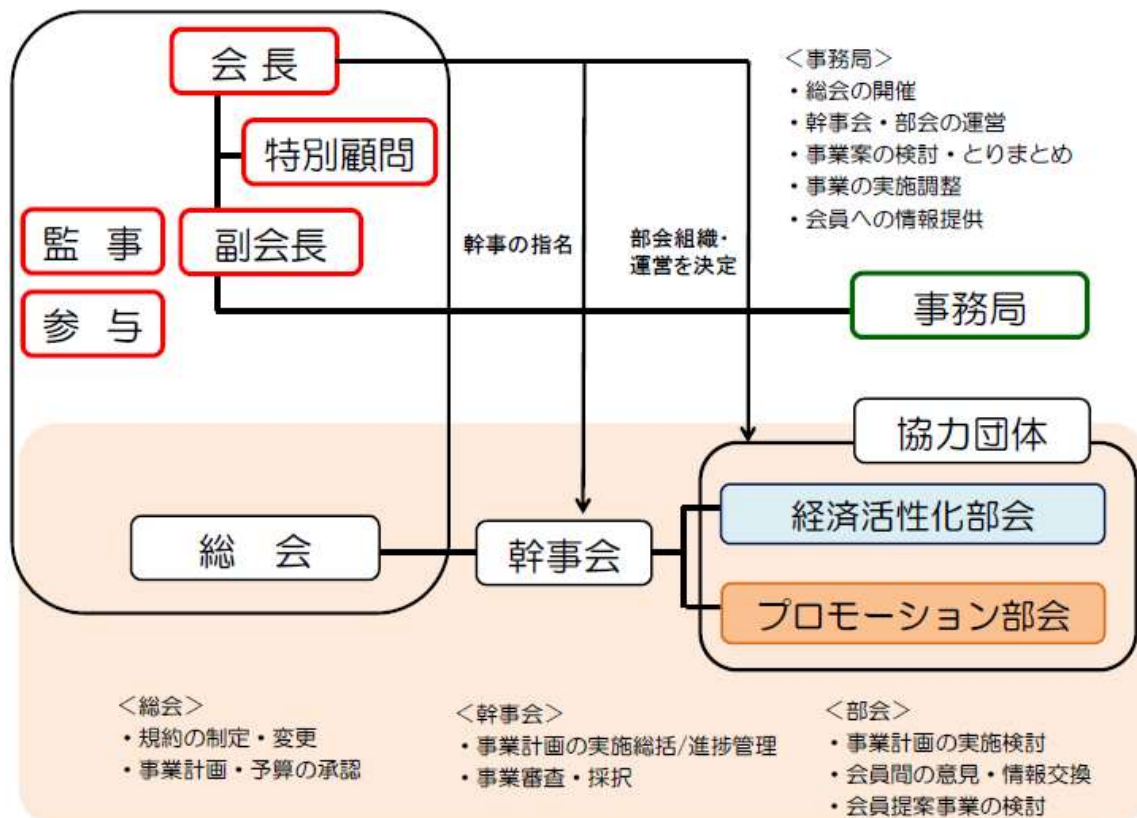 会 長
特別顧問
監 事
副会長
参 与
幹事の指名
部会組織・
運営を決定
＜事務局＞
・総会の開催
・幹事会・部会の運営
・事業案の検討・とりまとめ
・事業の実施調整
・会員への情報提供
事務局
協力団体
経済活性化部会
総 会
幹事会
プロモーション部会
＜総会＞
・規約の制定・変更
・事業計画・予算の承認
＜幹事会＞
・事業計画の実施総括/進捗管理
・事業審査・採択
＜部会＞
・事業計画の実施検討
・会員間の意見・情報交換
・会員提案事業の検討